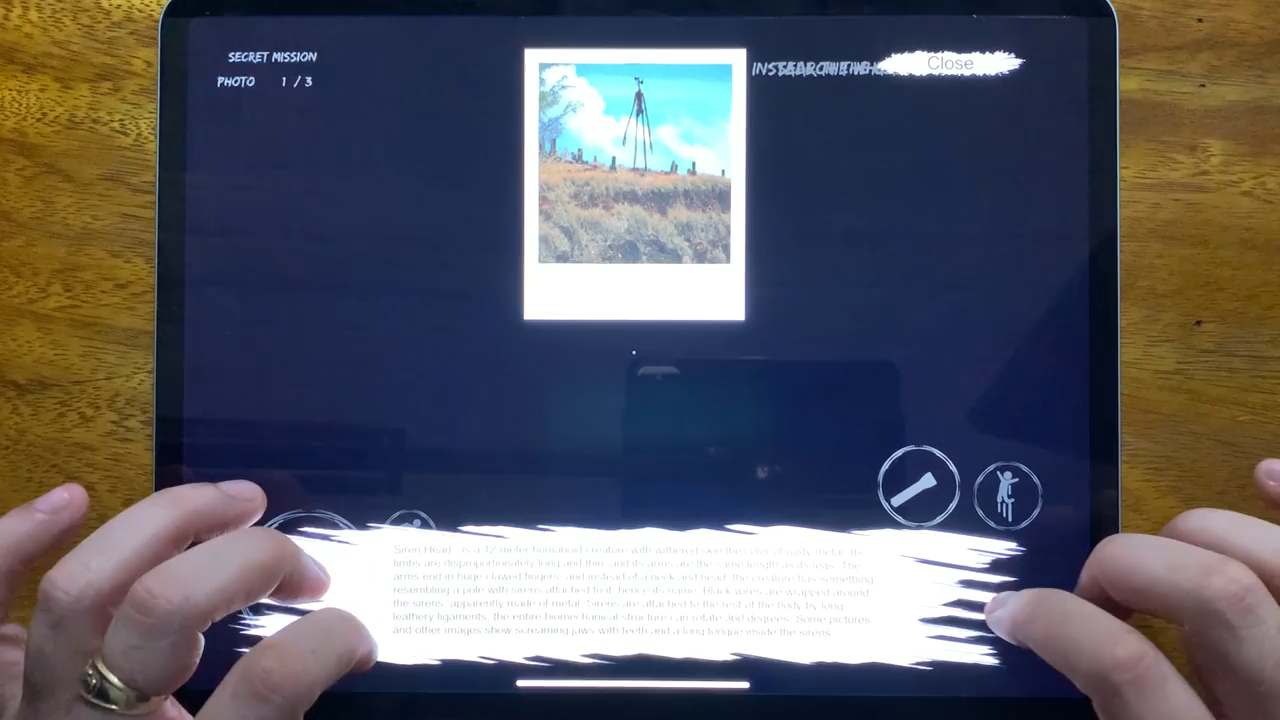 SECRET MISSION
PHOTO 1 / 3
Close
Siren Head - is a 12-meter humanoid creature with withered skin the color of rusty metal. Its
limbs are disproportionately long and thin, and its arms are the same length as its legs. The
arms end in huge clawed fingers, and instead of a neck and head, the creature has something
resembling a pole with sirens attached to it, hence its name. Black wires are wrapped around
the sirens, apparently made of metal. Sirens are attached to the rest of the body by long
leathery ligaments, the entire biomechanical structure can rotate 360 degrees. Some pictures
and other images show screaming jaws with teeth and a long tongue inside the sirens.